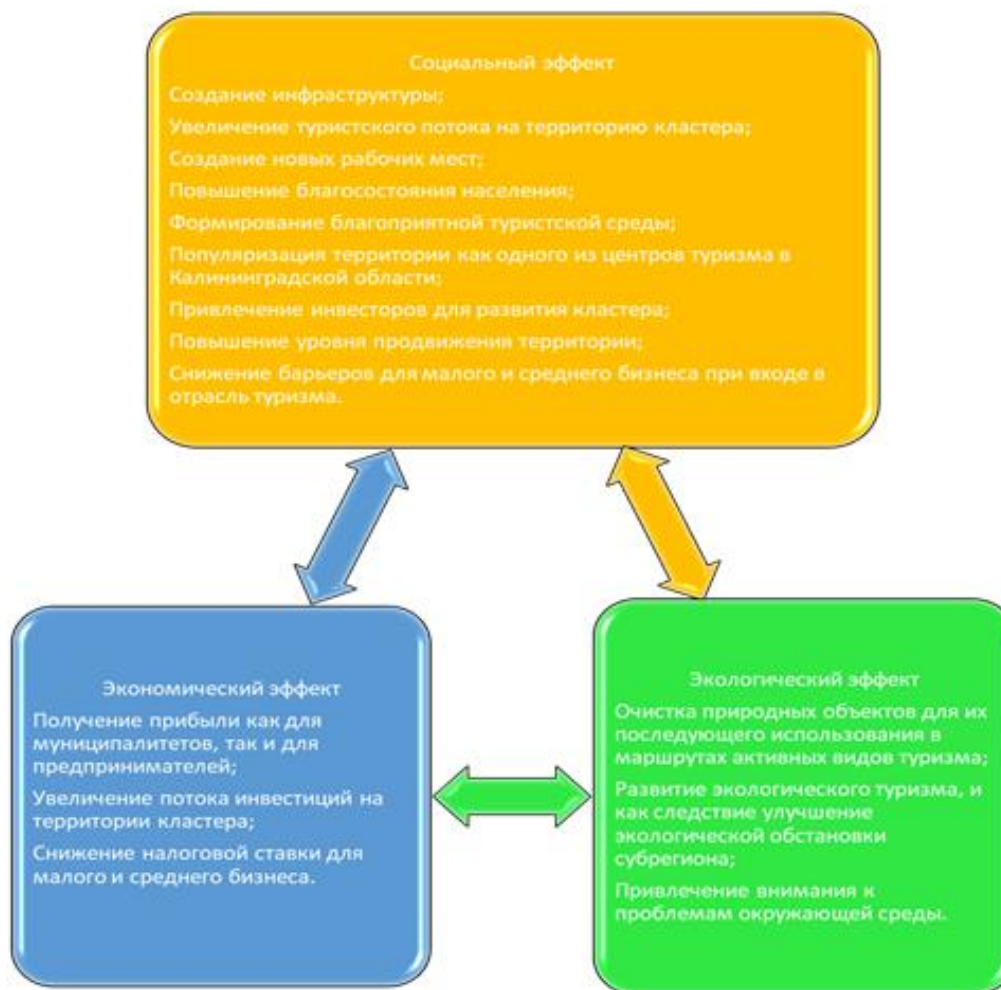 Социальный эффект
Создание инфраструктуры;
Увеличение туристского потока на территорию кластера;
Создание новых рабочих мест;
Повышение благосостояния населения;
Формирование благоприятной туристской среды;
Популяризация территории как одного из центров туризма в
Калининградской области;
Привлечение инвесторов для развития кластера;
Повышение уровня продвижения территории;
Снижение барьеров для малого и среднего бизнеса при входе в
отрасль туризма.
Экономический эффект
Получение прибыли как для
муниципалитетов, так и для
предпринимателей;
Увеличение потока инвестиций на
территории кластера;
Снижение налоговой ставки для
малого и среднего бизнеса.
Экологический эффект
Очистка природных объектов для их
последующего использования в
маршрутах активных видов туризма;
Развитие экологического туризма, и
как следствие улучшение
экологической обстановки
субрегиона;
Привлечение внимания к
проблемам окружающей среды.